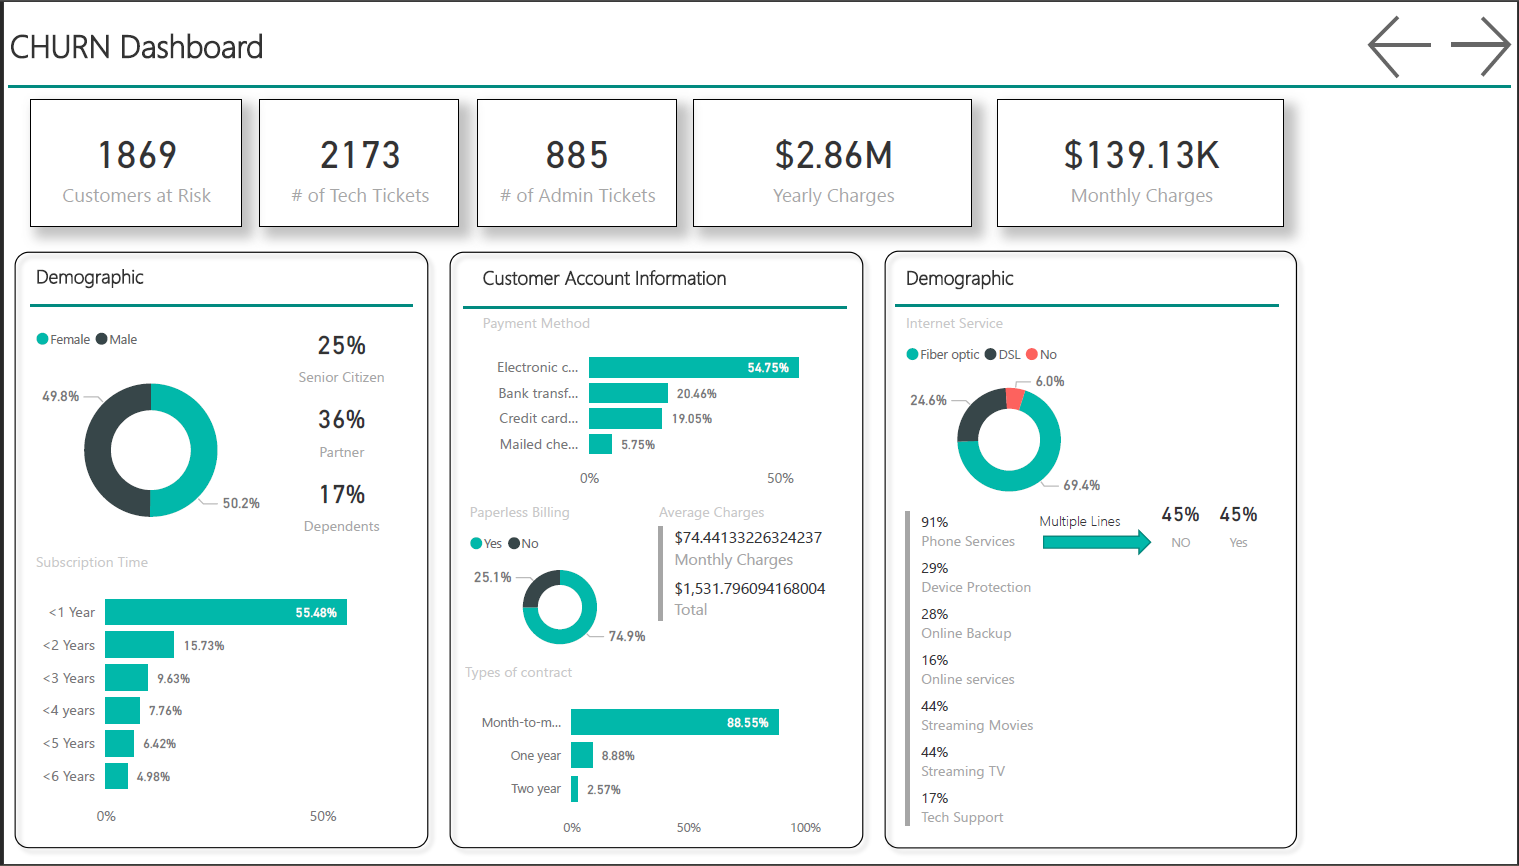 CHURN Dashboard
1869
Customers at Risk
2173
# of Tech Tickets
885
# of Admin Tickets
$2.86M
Yearly Charges
$139.13K
Monthly Charges
Demographic
Female Male
49.8%
50.2%
25%
Senior Citizen
36%
Partner
17%
Dependents
Subscription Time
<1 Year 55.48%
<2 Years 15.73%
<3 Years 9.63%
<4 years 7.76%
<5 Years 6.42%
<6 Years 4.98%
0% 50%
Customer Account Information
Payment Method
Electronic c... 54.75%
Bank transf... 20.46%
Credit card... 19.05%
Mailed che... 5.75%
0% 50%
Paperless Billing
Yes No
25.1%
74.9%
Average Charges
$74.44133226324237
Monthly Charges
$1,531.796094168004
Total
Types of contract
Month-to-m... 88.55%
One year 8.88%
Two year 2.57%
0% 50% 100%
Demographic
Internet Service
Fiber optic DSL No
6.0%
24.6%
69.4%
91%
Phone Services
29%
Device Protection
28%
Online Backup
16%
Online services
44%
Streaming Movies
44%
Streaming TV
17%
Tech Support
Multiple Lines
45%
NO
45%
Yes